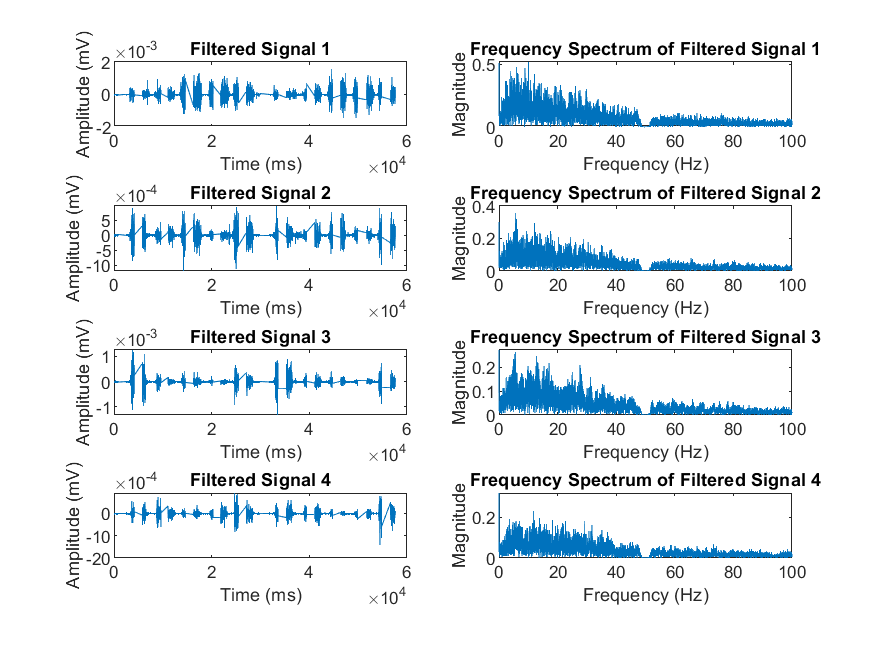 ×10-3
Filtered Signal 1
Amplitude (mV)
2
0
-2
0
2
4
6
Time (ms)
×104
Frequency Spectrum of Filtered Signal 1
Magnitude
0.5
0
0
20
40
60
80
100
Frequency (Hz)
×10-4
Filtered Signal 2
Amplitude (mV)
5
0
-5
-10
0
2
4
6
Time (ms)
×104
Frequency Spectrum of Filtered Signal 2
Magnitude
0.4
0.2
0
0
20
40
60
80
100
Frequency (Hz)
×10-3
Filtered Signal 3
Amplitude (mV)
1
0
-1
0
2
4
6
Time (ms)
×104
Frequency Spectrum of Filtered Signal 3
Magnitude
0.2
0.1
0
0
20
40
60
80
100
Frequency (Hz)
×10-4
Filtered Signal 4
Amplitude (mV)
0
-10
-20
0
2
4
6
Time (ms)
×104
Frequency Spectrum of Filtered Signal 4
Magnitude
0.2
0
0
20
40
60
80
100
Frequency (Hz)